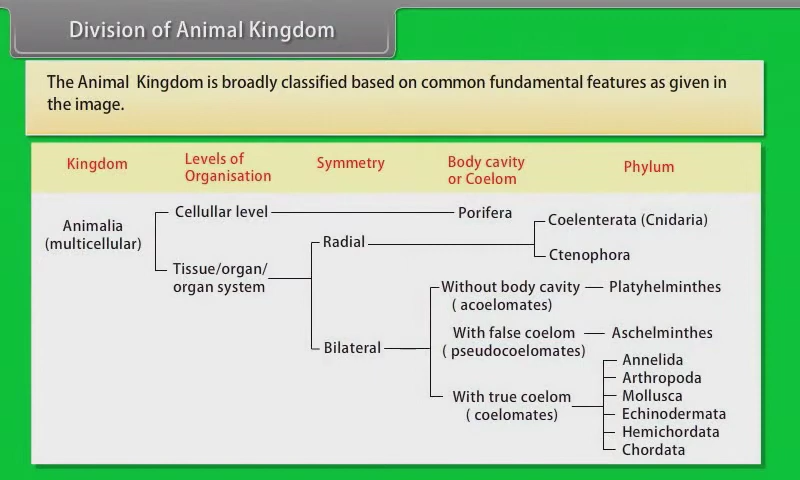 Division of Animal Kingdom
The Animal Kingdom is broadly classified based on common fundamental features as given in
the image.
Kingdom
Levels of
Organisation
Symmetry
Body cavity
or Coelom
Phylum
Animalia
(multicellular)
Cellullar level
Porifera
Tissue/organ/
organ system
Radial
Coelenterata (Cnidaria)
Ctenophora
Bilateral
Without body cavity
( acoelomates)
Platyhelminthes
With false coelom
( pseudocoelomates)
Aschelminthes
With true coelom
( coelomates)
Annelida
Arthropoda
Mollusca
Echinodermata
Hemichordata
Chordata